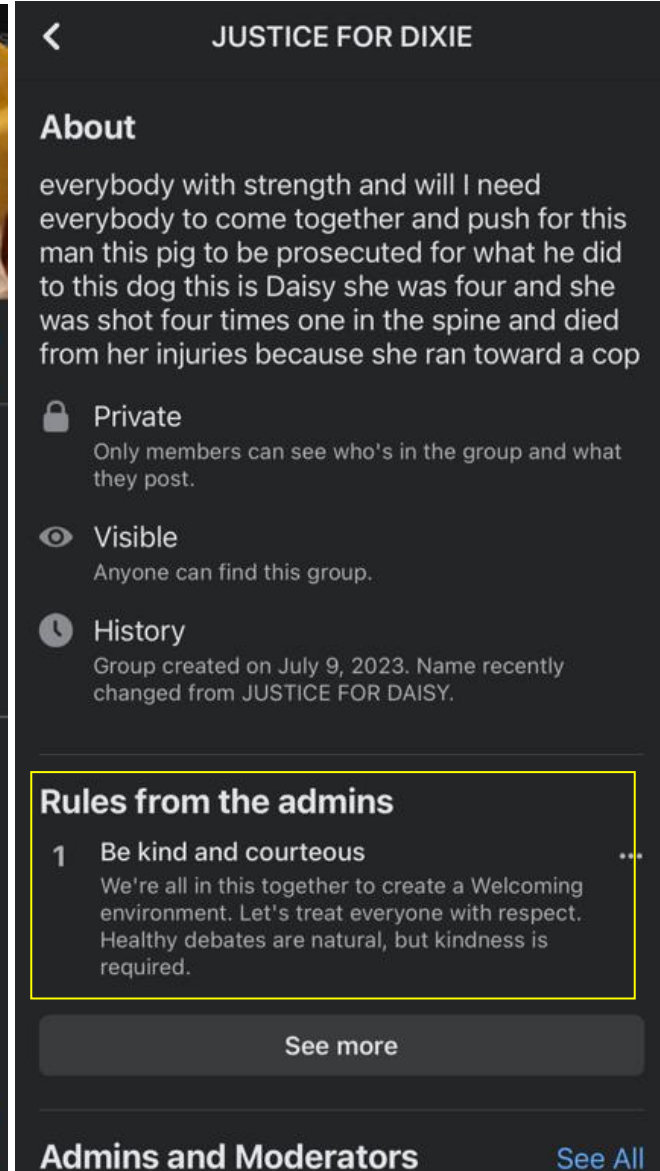 JUSTICE FOR DIXIE
About
everybody with strength and will I need
everybody to come together and push for this
man this pig to be prosecuted for what he did
to this dog this is Daisy she was four and she
was shot four times one in the spine and died
from her injuries because she ran toward a cop
Private
Only members can see who's in the group and what
they post.
Visible
Anyone can find this group.
History
Group created on July 9, 2023. Name recently
changed from JUSTICE FOR DAISY.
Rules from the admins
1 Be kind and courteous
We're all in this together to create a Welcoming
environment. Let's treat everyone with respect.
Healthy debates are natural, but kindness is
required.
See more
Admins and Moderators See All